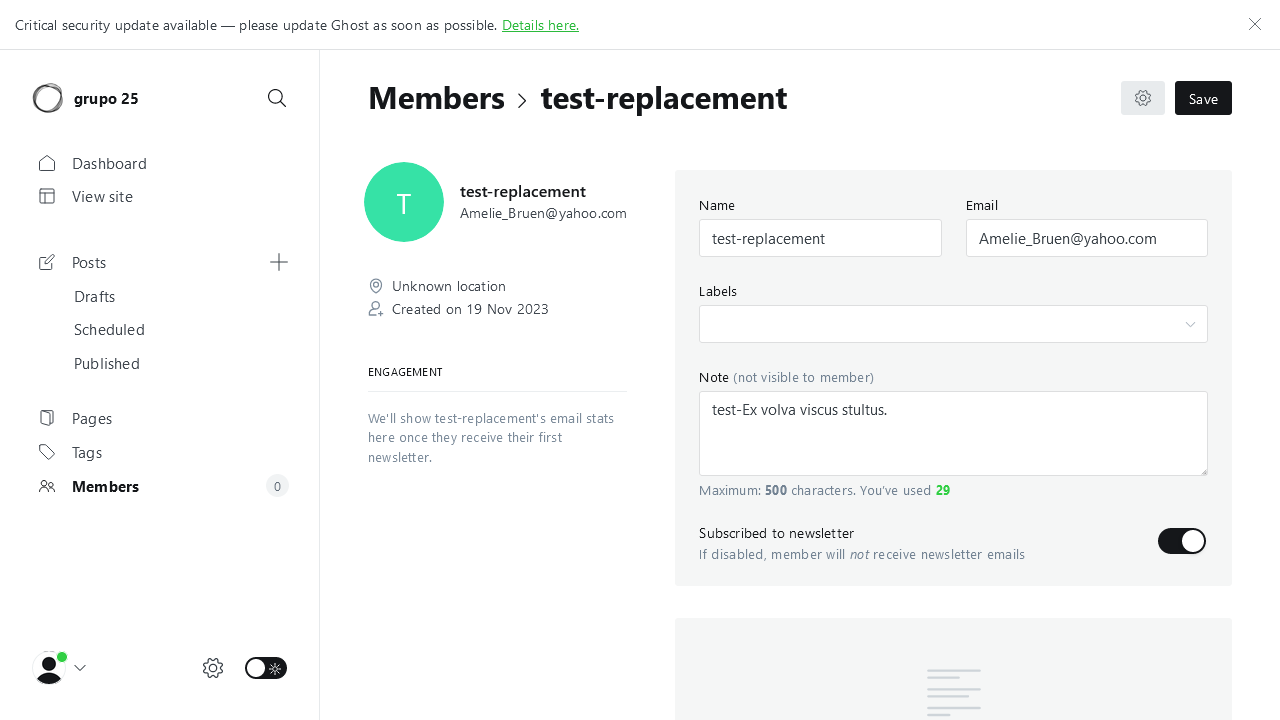 Critical security update available — please update Ghost as soon as possible. Details here.
grupo 25
Dashboard
View site
Posts
Drafts
Scheduled
Published
Pages
Tags
Members
0
Members > test-replacement
Save
T
test-replacement
Amelie_Bruen@yahoo.com
Unknown location
Created on 19 Nov 2023
ENGAGEMENT
We'll show test-replacement's email stats
here once they receive their first
newsletter.
Name
test-replacement
Email
Amelie_Bruen@yahoo.com
Labels
Note (not visible to member)
test-Ex volva viscus stultus.
Maximum: 500 characters. You've used 29
Subscribed to newsletter
If disabled, member will not receive newsletter emails